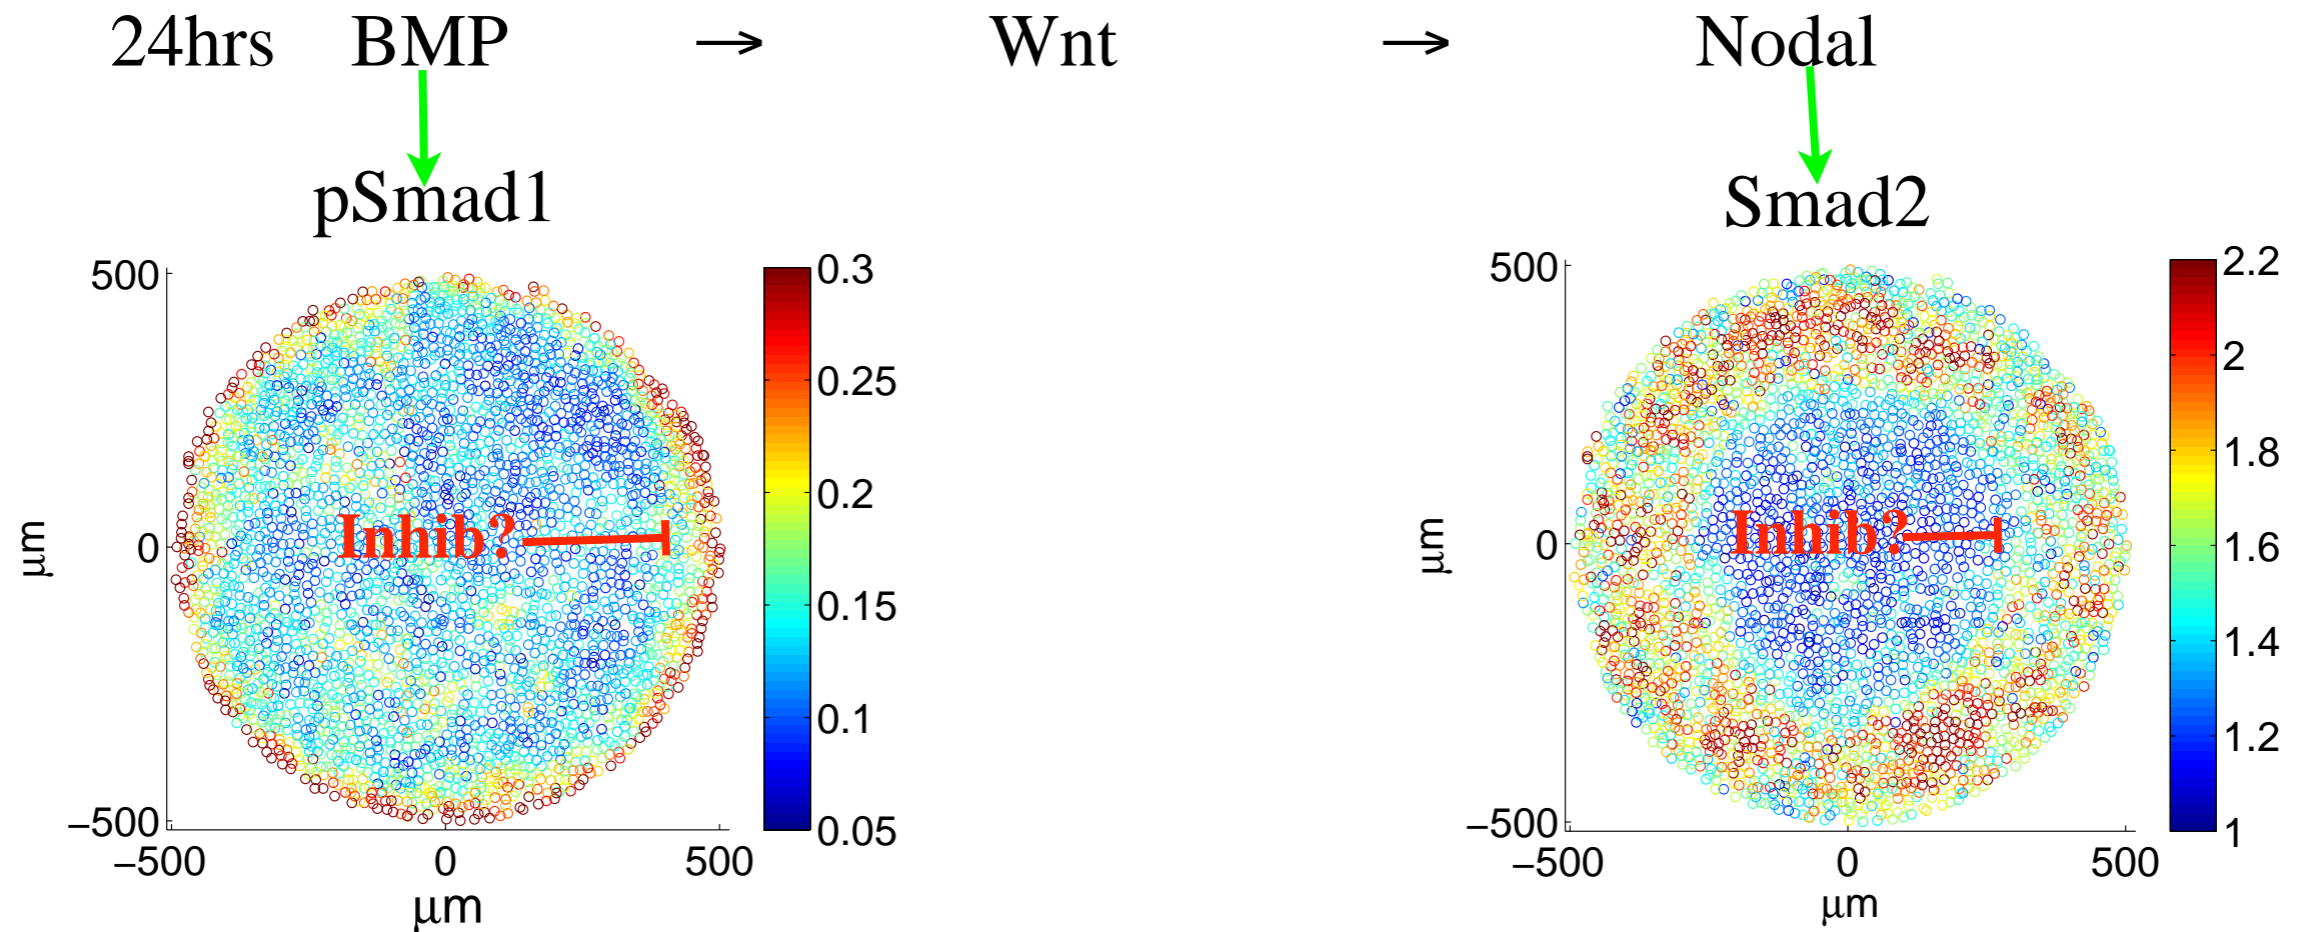 24hrs BMP → Wnt → Nodal
pSmad1
Smad2
500
0
−500
−500 0 500
μm
μm
Inhib?
0.3
0.25
0.2
0.15
0.1
0.05
500
0
−500
−500 0 500
μm
μm
Inhib?
2.2
2
1.8
1.6
1.4
1.2
1